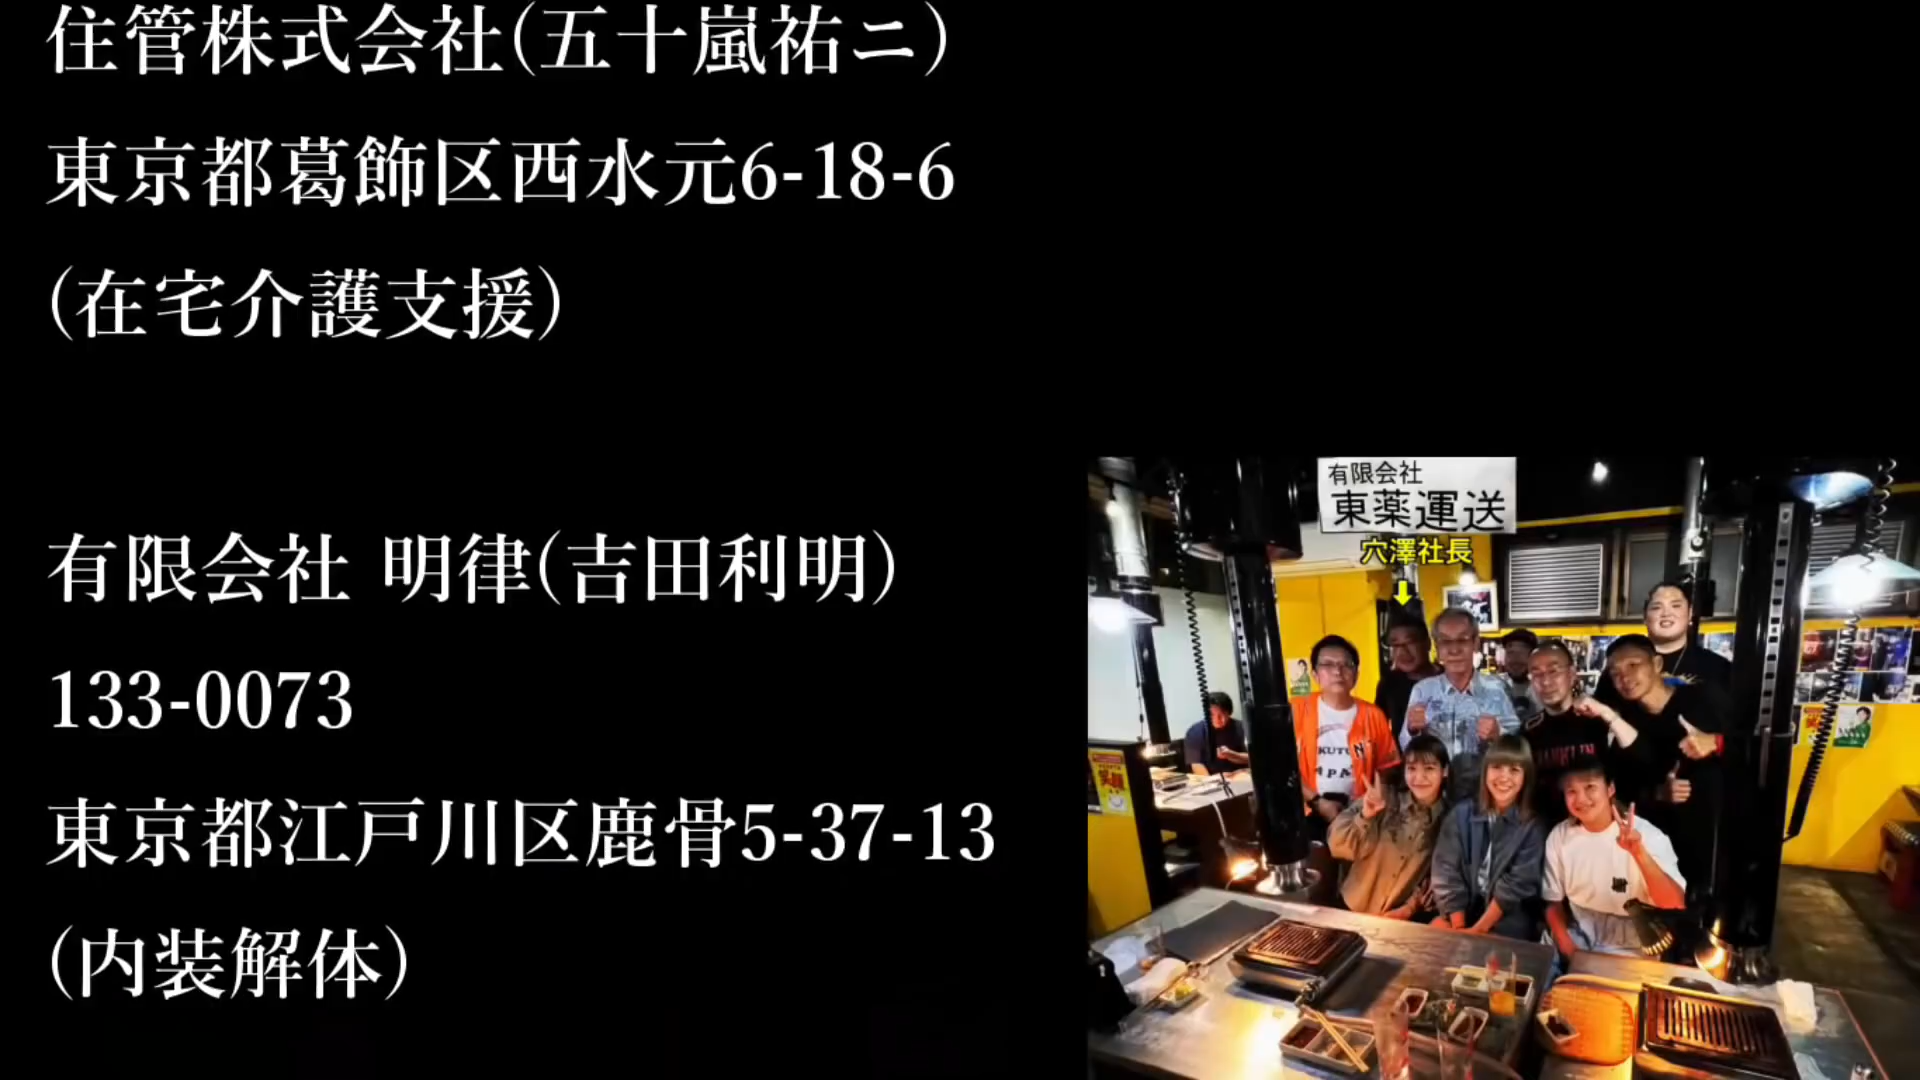 住管株式会社(五十嵐祐ニ)
東京都葛飾区西水元6-18-6
(在宅介護支援)
有限会社 明律(吉田利明)
133-0073
東京都江戸川区鹿骨5-37-13
(内装解体)
有限会社
東薬運送
穴澤社長